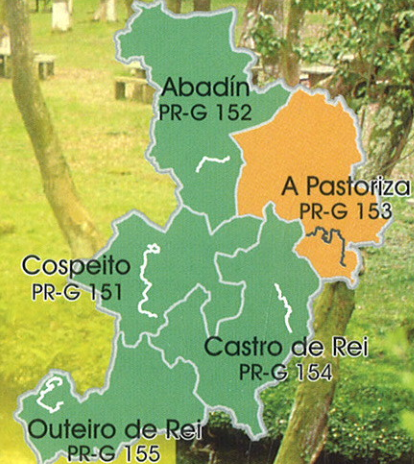 Abadín
PR-G 152
A Pastoriza
PR-G 153
Cospeito
PR-G 151
Castro de Rei
PR-G 154
Outeiro de Rei
PR-G 155